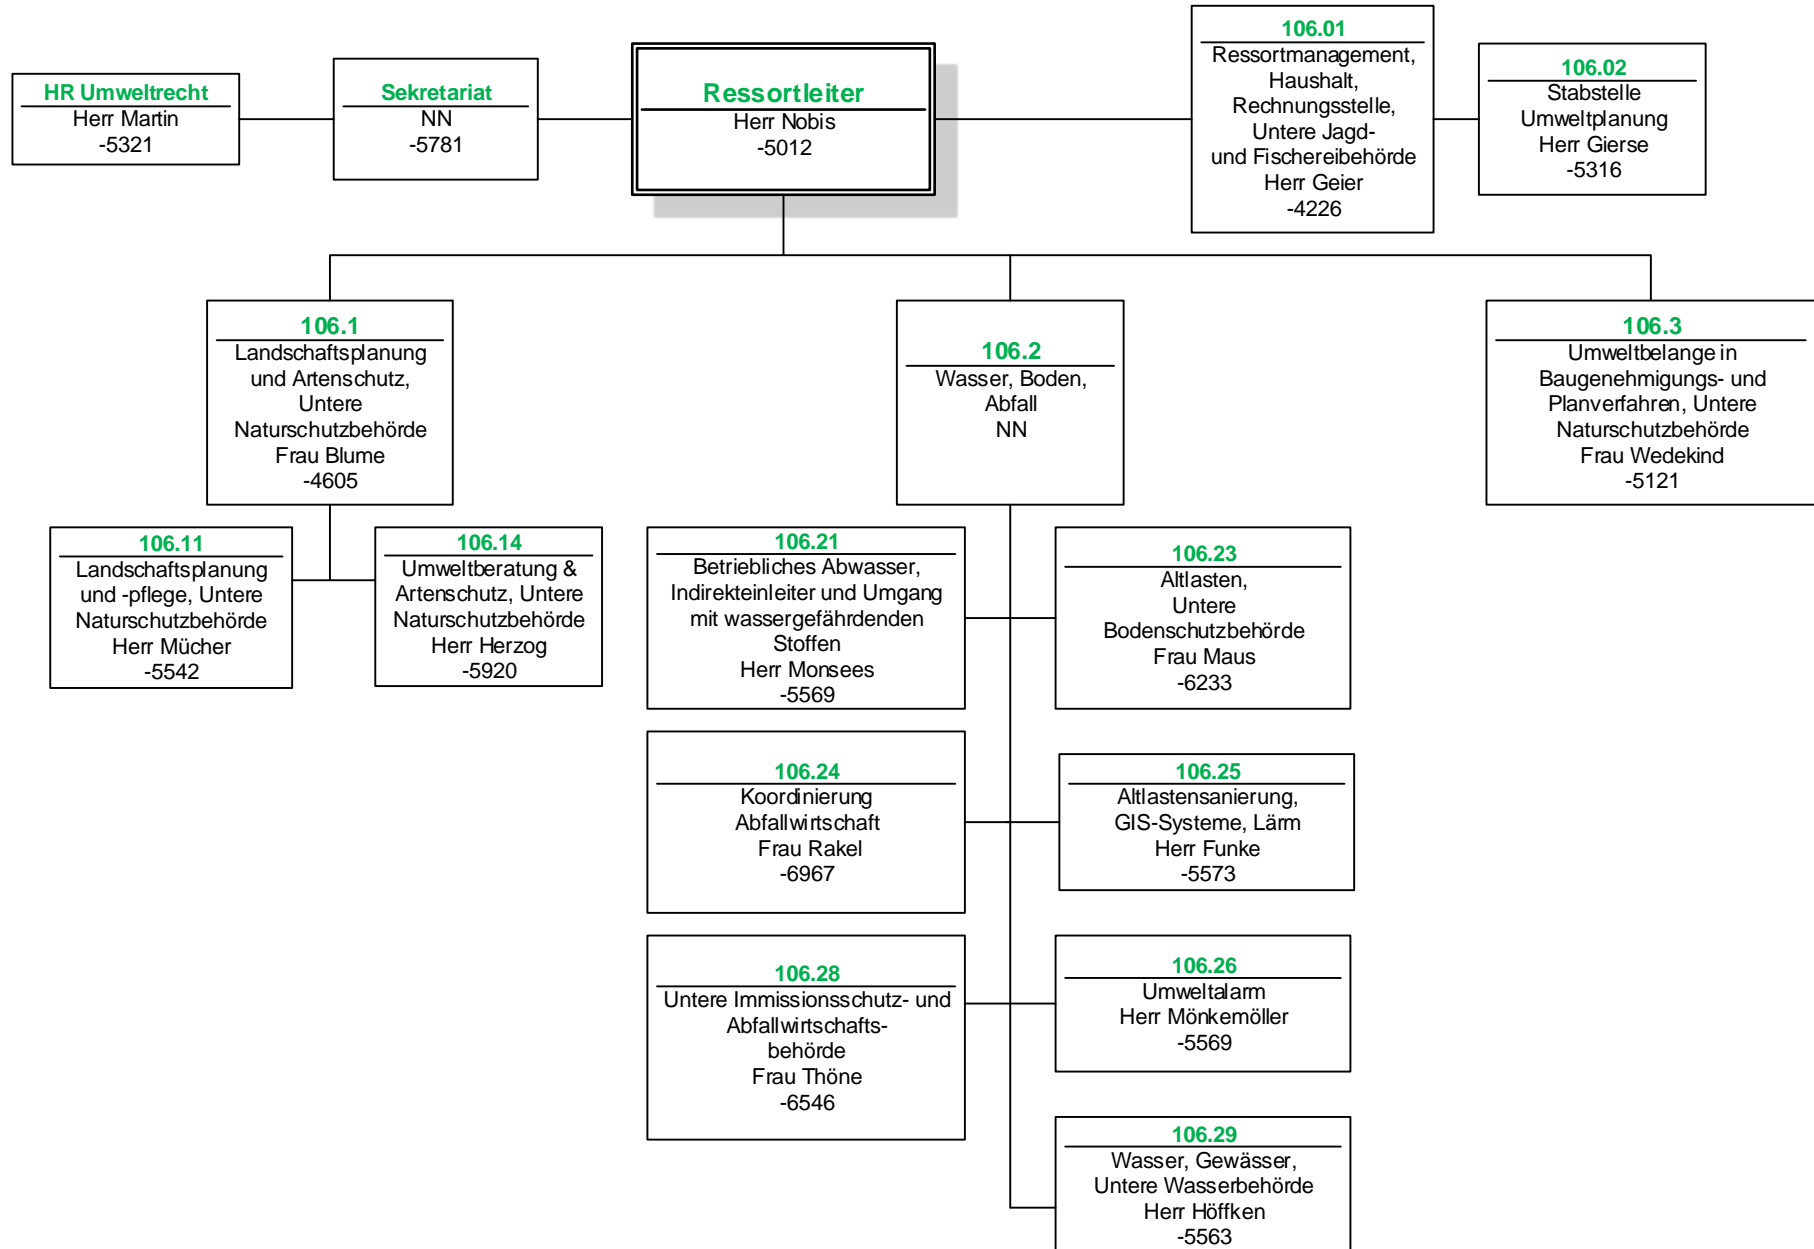 HR Umweltrecht
Herr Martin
-5321
Sekretariat
NN
-5781
Ressortleiter
Herr Nobis
-5012
106.01
Ressortmanagement,
Haushalt,
Rechnungsstelle,
Untere Jagd-
und Fischereibehörde
Herr Geier
-4226
106.02
Stabstelle
Umweltplanung
Herr Gierse
-5316
106.1
Landschaftsplanung
und Artenschutz,
Untere
Naturschutzbehörde
Frau Blume
-4605
106.2
Wasser, Boden,
Abfall
NN
106.3
Umweltbelange in
Baugenehmigungs- und
Planverfahren, Untere
Naturschutzbehörde
Frau Wedekind
-5121
106.11
Landschaftsplanung
und -pflege, Untere
Naturschutzbehörde
Herr Mücher
-5542
106.14
Umweltberatung &
Artenschutz, Untere
Naturschutzbehörde
Herr Herzog
-5920
106.21
Betriebliches Abwasser,
Indirekteinleiter und Umgang
mit wassergefährdenden
Stoffen
Herr Monsees
-5569
106.23
Altlasten,
Untere
Bodenschutzbehörde
Frau Maus
-6233
106.24
Koordinierung
Abfallwirtschaft
Frau Rakel
-6967
106.25
Altlastensanierung,
GIS-Systeme, Lärm
Herr Funke
-5573
106.28
Untere Immissionsschutz- und
Abfallwirtschafts-
behörde
Frau Thöne
-6546
106.26
Umweltalarm
Herr Mönkemöller
-5569
106.29
Wasser, Gewässer,
Untere Wasserbehörde
Herr Höffken
-5563